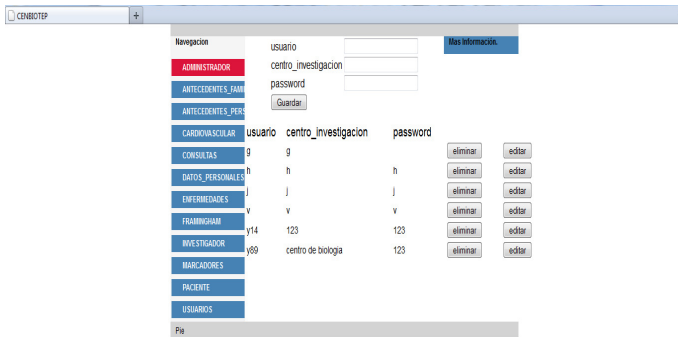 CENBIOTEP +
Navegacion
ADMINISTRADOR
ANTECEDENTES_FAMI
ANTECEDENTES_PERS
CARDIOVASCULAR
CONSULTAS
DATOS_PERSONALES
ENFERMEDADES
FRAMINGHAM
INVESTIGADOR
MARCADORES
PACIENTE
USUARIOS
usuario
centro_investigacion
password
Guardar
Mas Información.
usuario centro_investigacion password
g g eliminar editar
h h h eliminar editar
j j j eliminar editar
v v v eliminar editar
y14 123 123 eliminar editar
y89 centro de biologia 123 eliminar editar
Pie